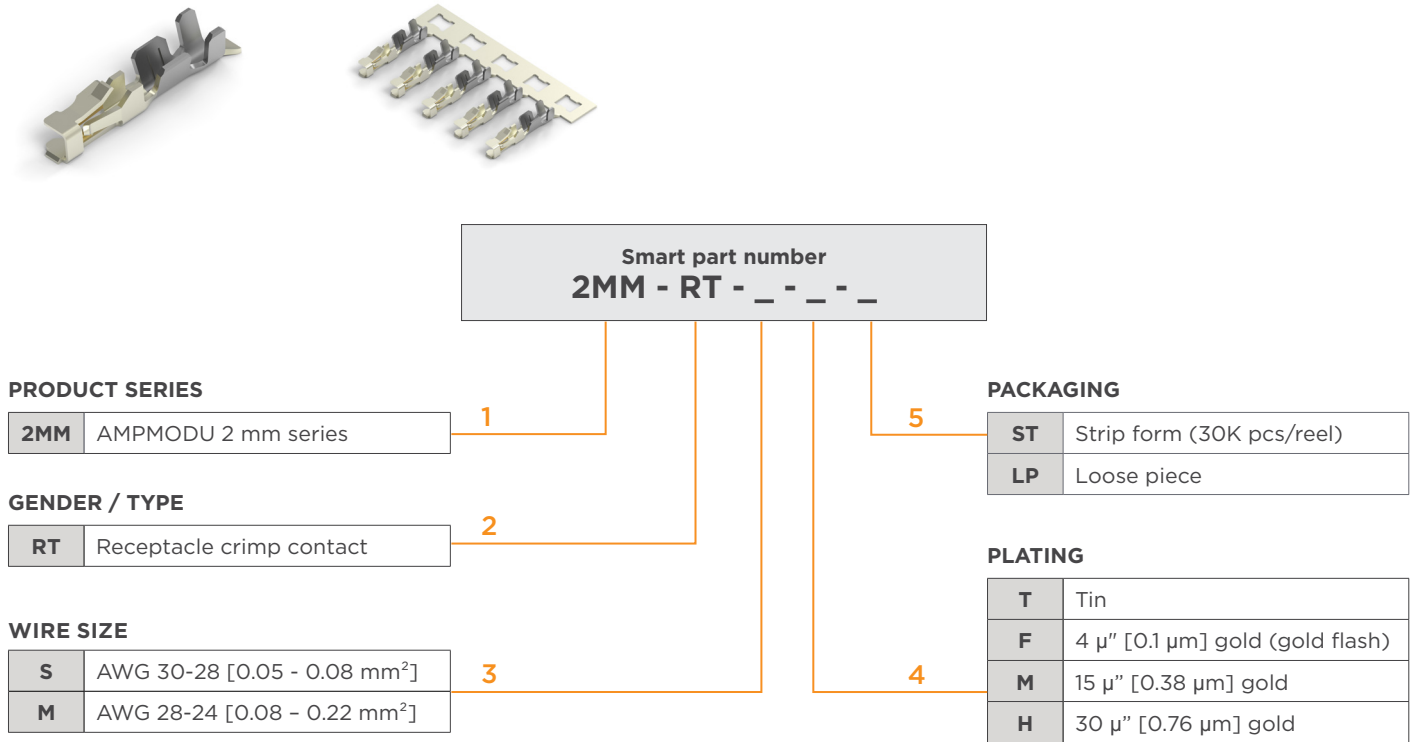 Smart part number
2MM - RT - _ - _ - _
PRODUCT SERIES
2MM AMPMODU 2 mm series
1
GENDER / TYPE
RT Receptacle crimp contact
2
WIRE SIZE
S AWG 30-28 [0.05 - 0.08 mm²]
M AWG 28-24 [0.08 – 0.22 mm²]
3
PACKAGING
5
ST Strip form (30K pcs/reel)
LP Loose piece
PLATING
T Tin
F 4 µ" [0.1 µm] gold (gold flash)
4
M 15 µ” [0.38 µm] gold
H 30 µ” [0.76 µm] gold